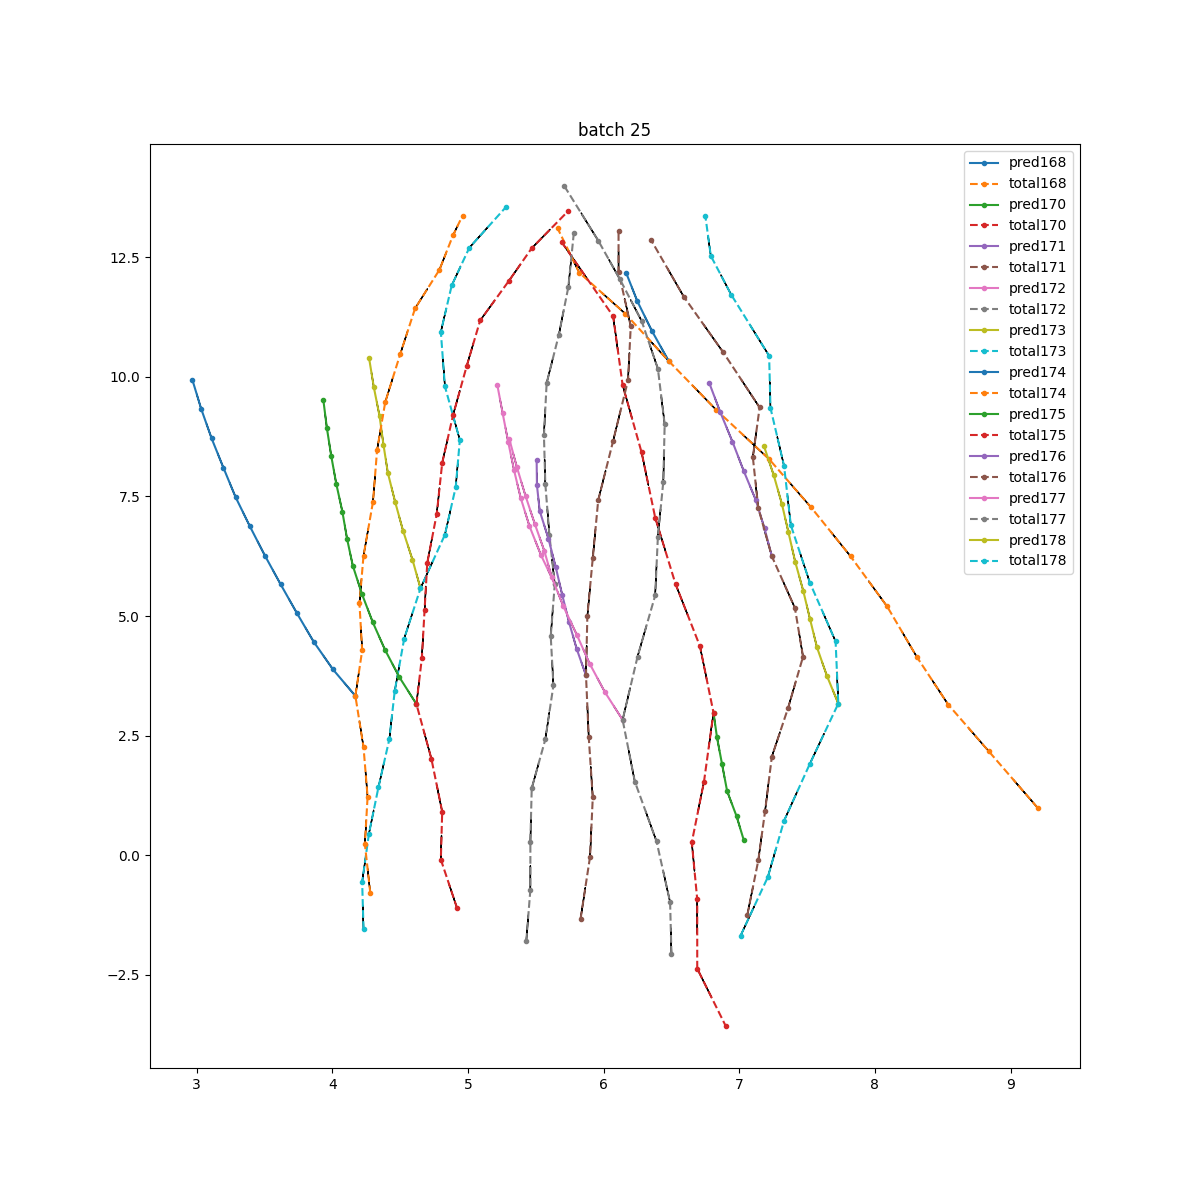 batch 25
pred168
total168
pred170
total170
pred171
total171
pred172
total172
pred173
total173
pred174
total174
pred175
total175
pred176
total176
pred177
total177
pred178
total178
12.5
10.0
7.5
5.0
2.5
0.0
−2.5
3 4 5 6 7 8 9